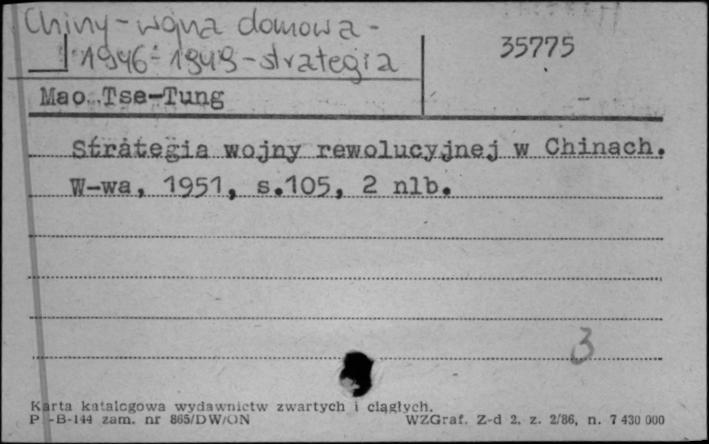 Chiny - wojna domowa -
1946-1949 - strategia
35775
Mao Tse-Tung
Strategia wojny rewolucyjnej w Chinach.
W-wa, 1951, s.105, 2 nlb.
3
Karta katalogowa wydawnictw zwartych i ciągłych.
P -B-144 zam. nr 865/DW/ON
WZGraf. Z-d 2, z. 2/86, n. 7 430 000